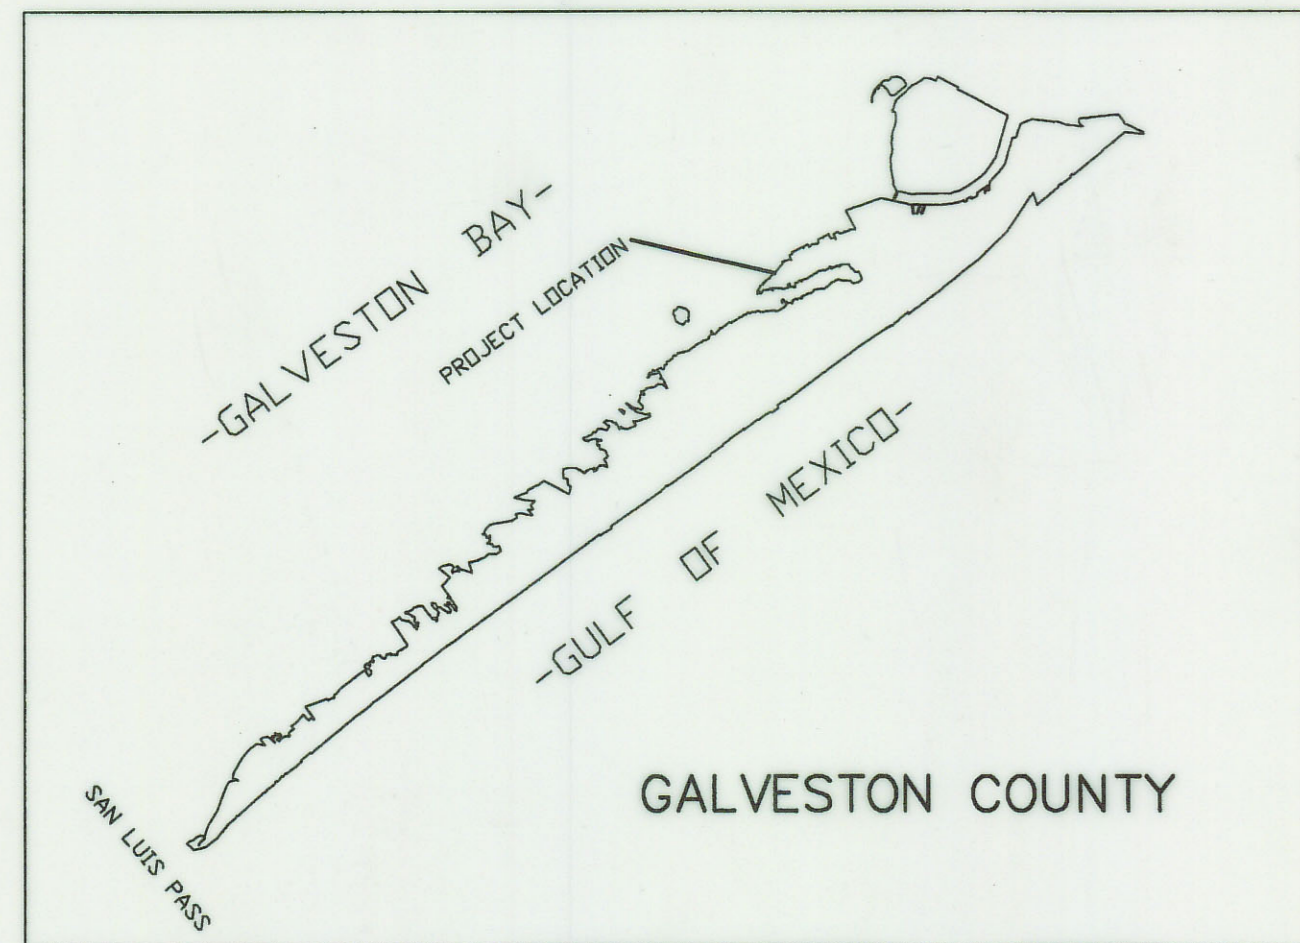 -GALVESTON BAY-
PROJECT LOCATION
-GULF OF MEXICO-
GALVESTON COUNTY
SAN LUIS PASS